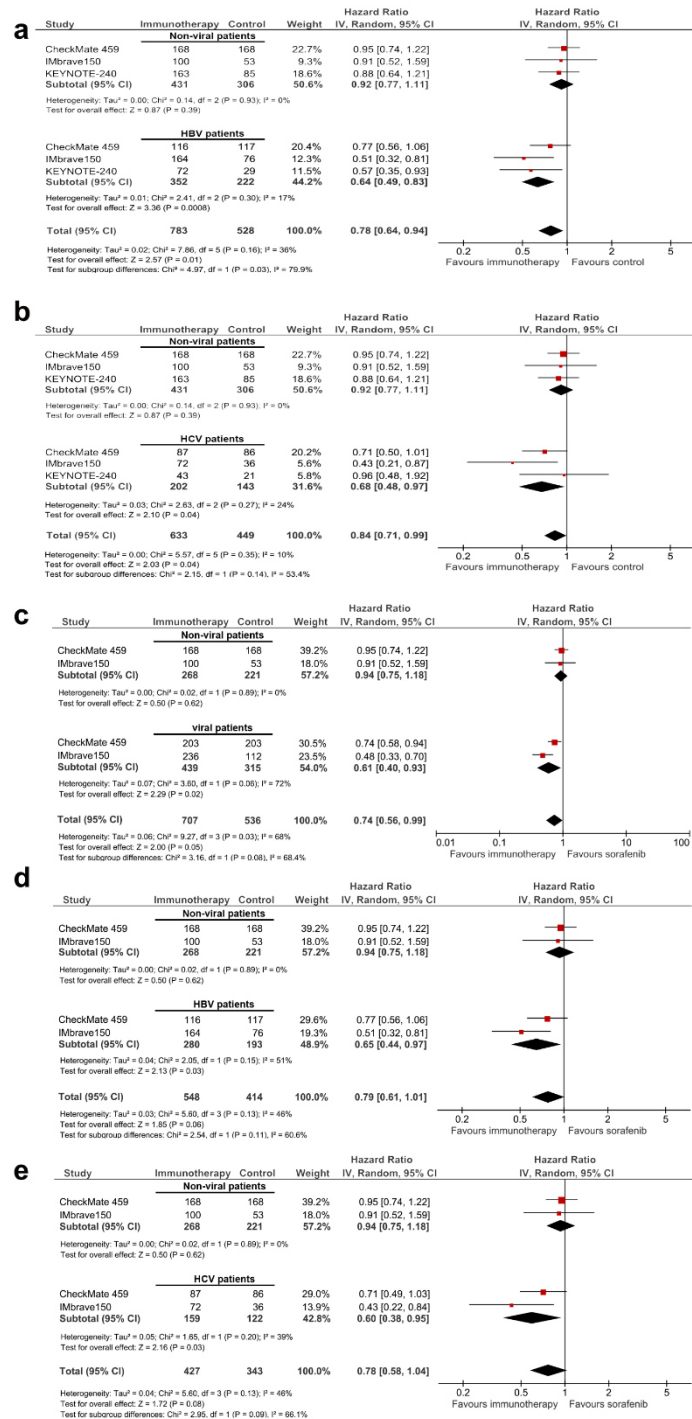 a
Hazard Ratio Hazard Ratio
Study Immunotherapy Control Weight IV, Random, 95% CI IV, Random, 95% CI
Non-viral patients
CheckMate 459 168 168 22.7% 0.95 [0.74, 1.22]
IMbrave150 100 53 9.3% 0.91 [0.52, 1.59]
KEYNOTE-240 163 85 18.6% 0.88 [0.64, 1.21]
Subtotal (95% CI) 431 306 50.6% 0.92 [0.77, 1.11]
Heterogeneity: Tau² = 0.00; Chi² = 0.14, df = 2 (P = 0.93); I² = 0%
Test for overall effect: Z = 0.87 (P = 0.39)
HBV patients
CheckMate 459 116 117 20.4% 0.77 [0.56, 1.06]
IMbrave150 164 76 12.3% 0.51 [0.32, 0.81]
KEYNOTE-240 72 29 11.5% 0.57 [0.35, 0.93]
Subtotal (95% CI) 352 222 44.2% 0.64 [0.49, 0.83]
Heterogeneity: Tau² = 0.01; Chi² = 2.41, df = 2 (P = 0.30); I² = 17%
Test for overall effect: Z = 3.36 (P = 0.0008)
Total (95% CI) 783 528 100.0% 0.78 [0.64, 0.94]
Heterogeneity: Tau² = 0.02; Chi² = 7.86, df = 5 (P = 0.16); I² = 36%
Test for overall effect: Z = 2.57 (P = 0.01)
Test for subgroup differences: Chi² = 4.97, df = 1 (P = 0.03), I² = 79.9%
0.2 0.5 1 2 5
Favours immunotherapy Favours control
b
Hazard Ratio Hazard Ratio
Study Immunotherapy Control Weight IV, Random, 95% CI IV, Random, 95% CI
Non-viral patients
CheckMate 459 168 168 22.7% 0.95 [0.74, 1.22]
IMbrave150 100 53 9.3% 0.91 [0.52, 1.59]
KEYNOTE-240 163 85 18.6% 0.88 [0.64, 1.21]
Subtotal (95% CI) 431 306 50.6% 0.92 [0.77, 1.11]
Heterogeneity: Tau² = 0.00; Chi² = 0.14, df = 2 (P = 0.93); I² = 0%
Test for overall effect: Z = 0.87 (P = 0.39)
HCV patients
CheckMate 459 87 86 20.2% 0.71 [0.50, 1.01]
IMbrave150 72 36 5.6% 0.43 [0.21, 0.87]
KEYNOTE-240 43 21 5.8% 0.96 [0.48, 1.92]
Subtotal (95% CI) 202 143 31.6% 0.68 [0.48, 0.97]
Heterogeneity: Tau² = 0.03; Chi² = 2.63, df = 2 (P = 0.27); I² = 24%
Test for overall effect: Z = 2.10 (P = 0.04)
Total (95% CI) 633 449 100.0% 0.84 [0.71, 0.99]
Heterogeneity: Tau² = 0.00; Chi² = 5.57, df = 5 (P = 0.35); I² = 10%
Test for overall effect: Z = 2.03 (P = 0.04)
Test for subgroup differences: Chi² = 2.15, df = 1 (P = 0.14), I² = 53.4%
0.2 0.5 1 2 5
Favours immunotherapy Favours control
c
Hazard Ratio Hazard Ratio
Study Immunotherapy Control Weight IV, Random, 95% CI IV, Random, 95% CI
Non-viral patients
CheckMate 459 168 168 39.2% 0.95 [0.74, 1.22]
IMbrave150 100 53 18.0% 0.91 [0.52, 1.59]
Subtotal (95% CI) 268 221 57.2% 0.94 [0.75, 1.18]
Heterogeneity: Tau² = 0.00; Chi² = 0.02, df = 1 (P = 0.89); I² = 0%
Test for overall effect: Z = 0.50 (P = 0.62)
viral patients
CheckMate 459 203 203 30.5% 0.74 [0.58, 0.94]
IMbrave150 236 112 23.5% 0.48 [0.33, 0.70]
Subtotal (95% CI) 439 315 54.0% 0.61 [0.40, 0.93]
Heterogeneity: Tau² = 0.07; Chi² = 3.60, df = 1 (P = 0.06); I² = 72%
Test for overall effect: Z = 2.29 (P = 0.02)
Total (95% CI) 707 536 100.0% 0.74 [0.56, 0.99]
Heterogeneity: Tau² = 0.06; Chi² = 9.27, df = 3 (P = 0.03); I² = 68%
Test for overall effect: Z = 2.00 (P = 0.05)
Test for subgroup differences: Chi² = 3.16, df = 1 (P = 0.08), I² = 68.4%
0.01 0.1 1 10 100
Favours immunotherapy Favours sorafenib
d
Hazard Ratio Hazard Ratio
Study Immunotherapy Control Weight IV, Random, 95% CI IV, Random, 95% CI
Non-viral patients
CheckMate 459 168 168 39.2% 0.95 [0.74, 1.22]
IMbrave150 100 53 18.0% 0.91 [0.52, 1.59]
Subtotal (95% CI) 268 221 57.2% 0.94 [0.75, 1.18]
Heterogeneity: Tau² = 0.00; Chi² = 0.02, df = 1 (P = 0.89); I² = 0%
Test for overall effect: Z = 0.50 (P = 0.62)
HBV patients
CheckMate 459 116 117 29.6% 0.77 [0.56, 1.06]
IMbrave150 164 76 19.3% 0.51 [0.32, 0.81]
Subtotal (95% CI) 280 193 48.9% 0.65 [0.44, 0.97]
Heterogeneity: Tau² = 0.04; Chi² = 2.05, df = 1 (P = 0.15); I² = 51%
Test for overall effect: Z = 2.13 (P = 0.03)
Total (95% CI) 548 414 100.0% 0.79 [0.61, 1.01]
Heterogeneity: Tau² = 0.03; Chi² = 5.60, df = 3 (P = 0.13); I² = 46%
Test for overall effect: Z = 1.85 (P = 0.06)
Test for subgroup differences: Chi² = 2.54, df = 1 (P = 0.11), I² = 60.6%
0.2 0.5 1 2 5
Favours immunotherapy Favours sorafenib
e
Hazard Ratio Hazard Ratio
Study Immunotherapy Control Weight IV, Random, 95% CI IV, Random, 95% CI
Non-viral patients
CheckMate 459 168 168 39.2% 0.95 [0.74, 1.22]
IMbrave150 100 53 18.0% 0.91 [0.52, 1.59]
Subtotal (95% CI) 268 221 57.2% 0.94 [0.75, 1.18]
Heterogeneity: Tau² = 0.00; Chi² = 0.02, df = 1 (P = 0.89); I² = 0%
Test for overall effect: Z = 0.50 (P = 0.62)
HCV patients
CheckMate 459 87 86 29.0% 0.71 [0.49, 1.03]
IMbrave150 72 36 13.9% 0.43 [0.22, 0.84]
Subtotal (95% CI) 159 122 42.8% 0.60 [0.38, 0.95]
Heterogeneity: Tau² = 0.05; Chi² = 1.65, df = 1 (P = 0.20); I² = 39%
Test for overall effect: Z = 2.16 (P = 0.03)
Total (95% CI) 427 343 100.0% 0.78 [0.58, 1.04]
Heterogeneity: Tau² = 0.04; Chi² = 5.60, df = 3 (P = 0.13); I² = 46%
Test for overall effect: Z = 1.72 (P = 0.08)
Test for subgroup differences: Chi² = 2.95, df = 1 (P = 0.09), I² = 66.1%
0.2 0.5 1 2 5
Favours immunotherapy Favours sorafenib